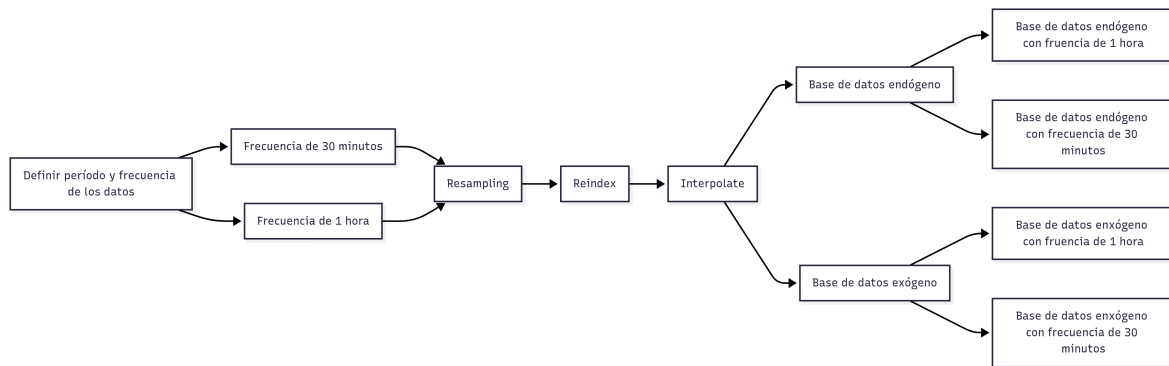 Definir período y frecuencia
de los datos
Frecuencia de 30 minutos
Frecuencia de 1 hora
Resampling
Reindex
Interpolate
Base de datos endógeno
Base de datos exógeno
Base de datos endógeno
con fruencia de 1 hora
Base de datos endógeno
con frecuencia de 30
minutos
Base de datos enxógeno
con fruencia de 1 hora
Base de datos enxógeno
con frecuencia de 30
minutos